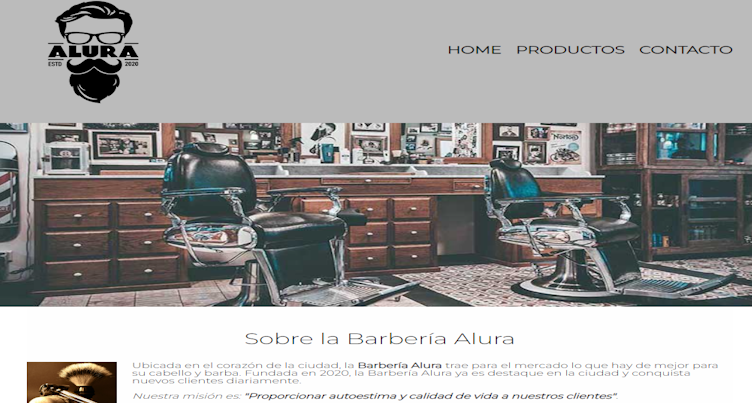 ALURA
ESTD 2020
HOME PRODUCTOS CONTACTO
Norton
Sobre la Barbería Alura
Ubicada en el corazón de la ciudad, la Barbería Alura trae para el mercado lo que hay de mejor para
su cabello y barba. Fundada en 2020, la Barbería Alura ya es destaque en la ciudad y conquista
nuevos clientes diariamente.
Nuestra misión es: "Proporcionar autoestima y calidad de vida a nuestros clientes".